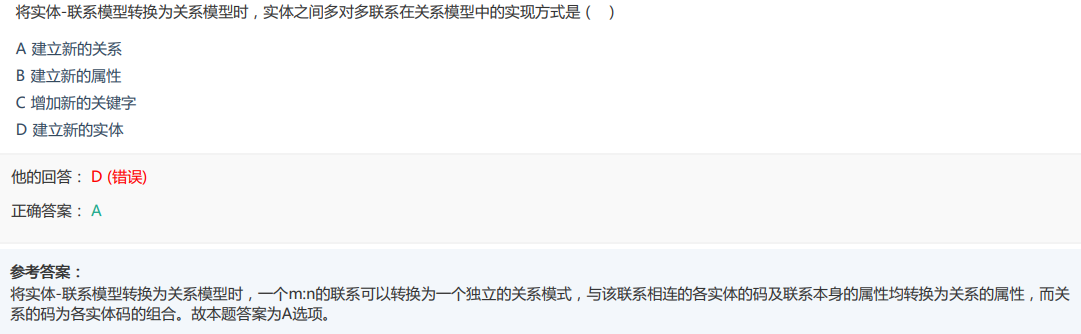 将实体-联系模型转换为关系模型时，实体之间多对多联系在关系模型中的实现方式是 (    )
A 建立新的关系
B 建立新的属性
C 增加新的关键字
D 建立新的实体
他的回答： D (错误)
正确答案： A
参考答案：
将实体-联系模型转换为关系模型时，一个m:n的联系可以转换为一个独立的关系模式，与该联系相连的各实体的码及联系本身的属性均转换为关系的属性，而关
系的码为各实体码的组合。故本题答案为A选项。